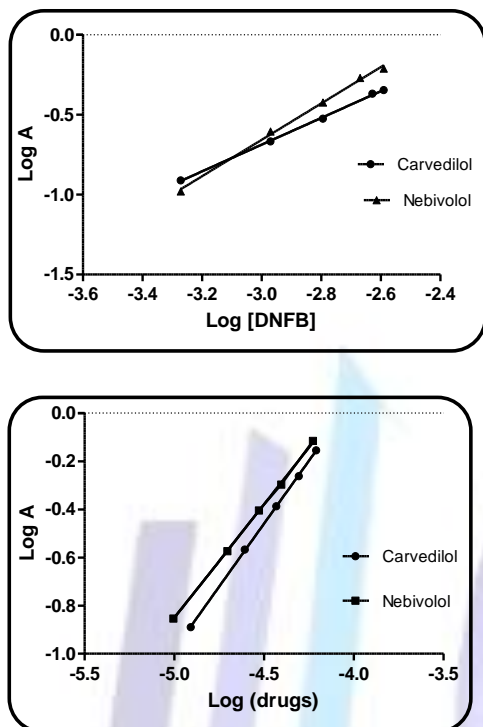 0.0
Log A
-0.5
-1.0
-1.5
Carvedilol
Nebivolol
-3.6 -3.4 -3.2 -3.0 -2.8 -2.6 -2.4
Log [DNFB]
0.0
-0.2
-0.4
Log A
-0.6
-0.8
-1.0
Carvedilol
Nebivolol
-5.5 -5.0 -4.5 -4.0 -3.5
Log (drugs)